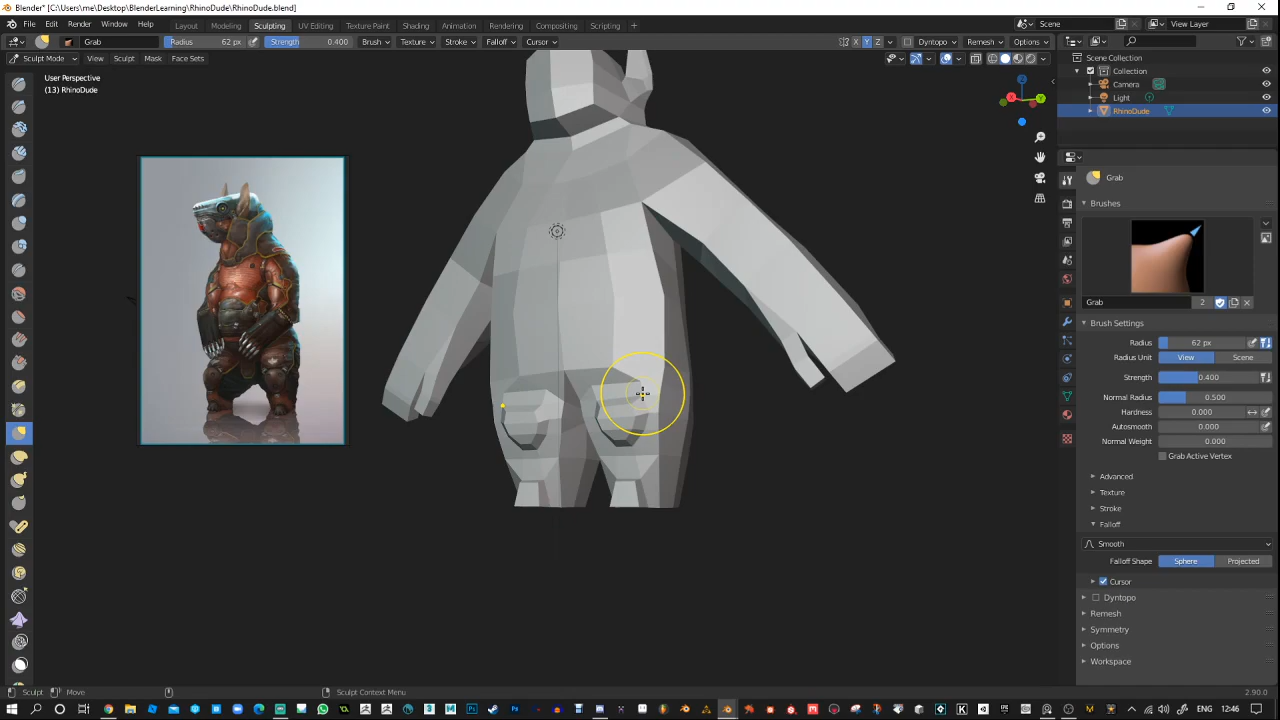 Blender* [C:\Users\me\Desktop\BlenderLearning\RhinoDude\RhinoDude.blend]
File Edit Render Window Help Layout Modeling Sculpting UV Editing Texture Paint Shading Animation Rendering Compositing Scripting + Scene View Layer
Grab Radius 62 px Strength 0.400 Brush Texture Stroke Falloff Cursor X Y Z Dyntopo Remesh Options
Sculpt Mode View Sculpt Mask Face Sets
User Perspective
(13) RhinoDude
Scene Collection
Collection
Camera
Light
RhinoDude
Grab
Brushes
Grab 2
Brush Settings
Radius 62 px
Radius Unit View Scene
Strength 0.400
Normal Radius 0.500
Hardness 0.000
Autosmooth 0.000
Normal Weight 0.000
Grab Active Vertex
Advanced
Texture
Stroke
Falloff
Smooth
Falloff Shape Sphere Projected
Cursor
Dyntopo
Remesh
Symmetry
Options
Workspace
Sculpt Move Sculpt Context Menu 2.90.0
12:46